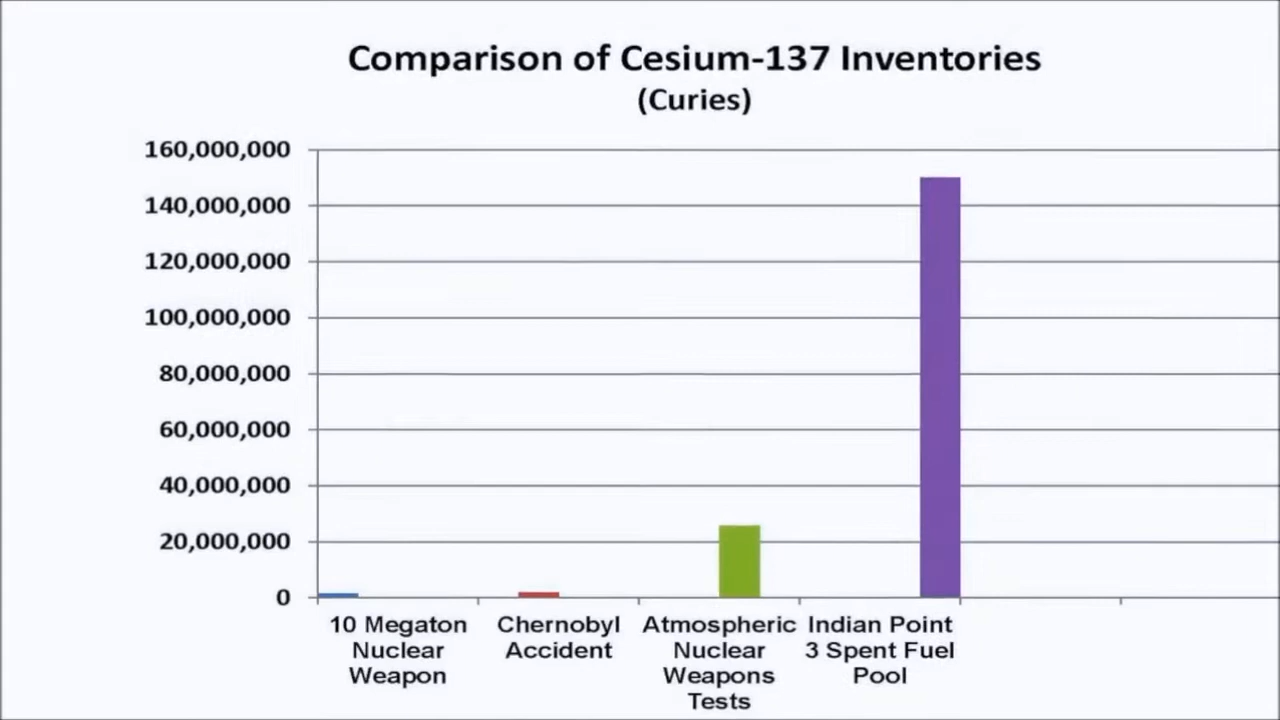 Comparison of Cesium-137 Inventories
(Curies)
160,000,000
140,000,000
120,000,000
100,000,000
80,000,000
60,000,000
40,000,000
20,000,000
0
10 Megaton
Nuclear
Weapon
Chernobyl
Accident
Atmospheric
Nuclear
Weapons
Tests
Indian Point
3 Spent Fuel
Pool